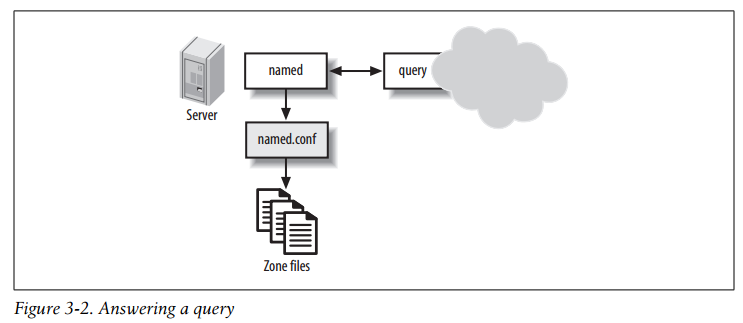 named
query
Server
named.conf
Zone files
Figure 3-2. Answering a query